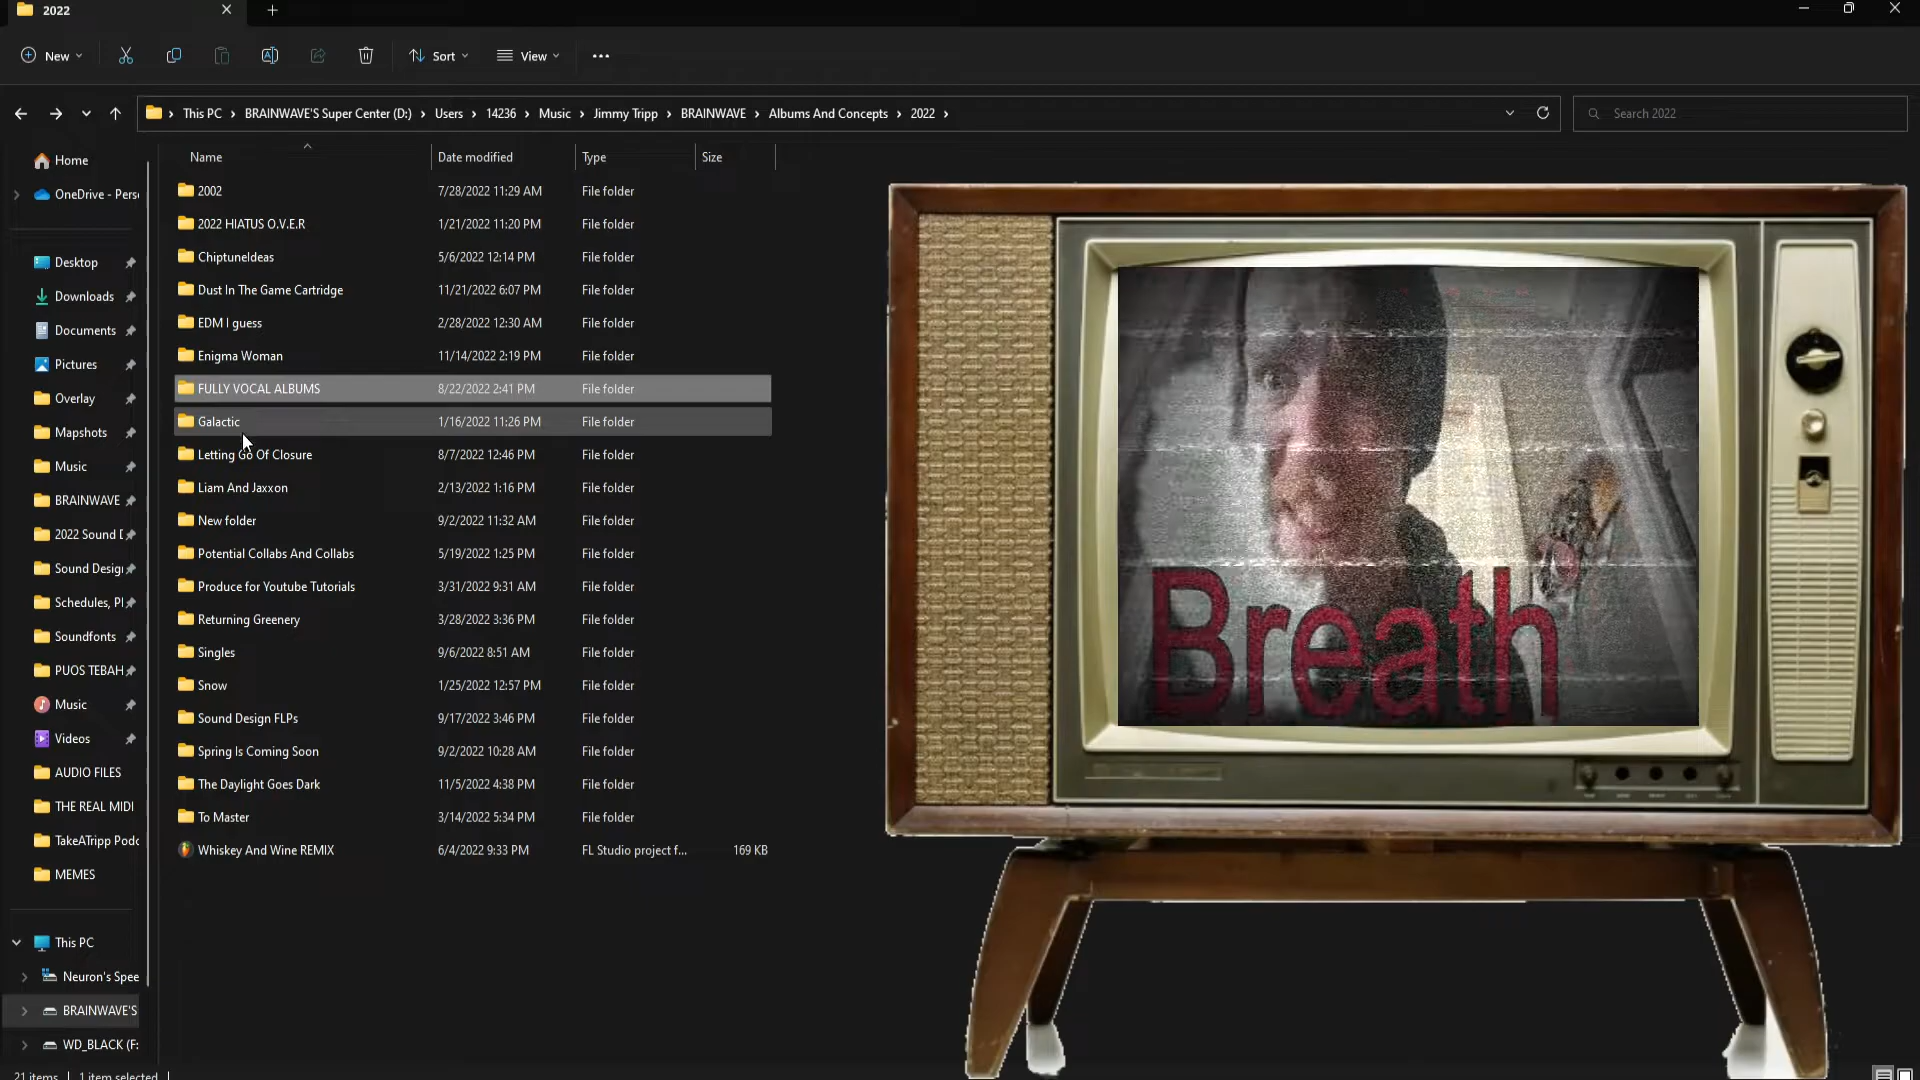 2022
New
Sort
View
This PC > BRAINWAVE'S Super Center (D:) > Users > 14236 > Music > Jimmy Tripp > BRAINWAVE > Albums And Concepts > 2022 >
Search 2022
Home
OneDrive - Pers
Desktop
Downloads
Documents
Pictures
Overlay
Mapshots
Music
BRAINWAVE
2022 Sound D
Sound Desig
Schedules, Pl
Soundfonts
PUOS TEBAH
Music
Videos
AUDIO FILES
THE REAL MIDI
TakeATripp Podc
MEMES
This PC
Neuron's Spee
BRAINWAVE'S
WD_BLACK (F:
Name Date modified Type Size
2002 7/28/2022 11:29 AM File folder
2022 HIATUS O.V.E.R 1/21/2022 11:20 PM File folder
ChiptuneIdeas 5/6/2022 12:14 PM File folder
Dust In The Game Cartridge 11/21/2022 6:07 PM File folder
EDM I guess 2/28/2022 12:30 AM File folder
Enigma Woman 11/14/2022 2:19 PM File folder
FULLY VOCAL ALBUMS 8/22/2022 2:41 PM File folder
Galactic 1/16/2022 11:26 PM File folder
Letting Go Of Closure 8/7/2022 12:46 PM File folder
Liam And Jaxxon 2/13/2022 1:16 PM File folder
New folder 9/2/2022 11:32 AM File folder
Potential Collabs And Collabs 5/19/2022 1:25 PM File folder
Produce for Youtube Tutorials 3/31/2022 9:31 AM File folder
Returning Greenery 3/28/2022 3:36 PM File folder
Singles 9/6/2022 8:51 AM File folder
Snow 1/25/2022 12:57 PM File folder
Sound Design FLPs 9/17/2022 3:46 PM File folder
Spring Is Coming Soon 9/2/2022 10:28 AM File folder
The Daylight Goes Dark 11/5/2022 4:38 PM File folder
To Master 3/14/2022 5:34 PM File folder
Whiskey And Wine REMIX 6/4/2022 9:33 PM FL Studio project f... 169 KB
Breath
21 items | 1 item selected |